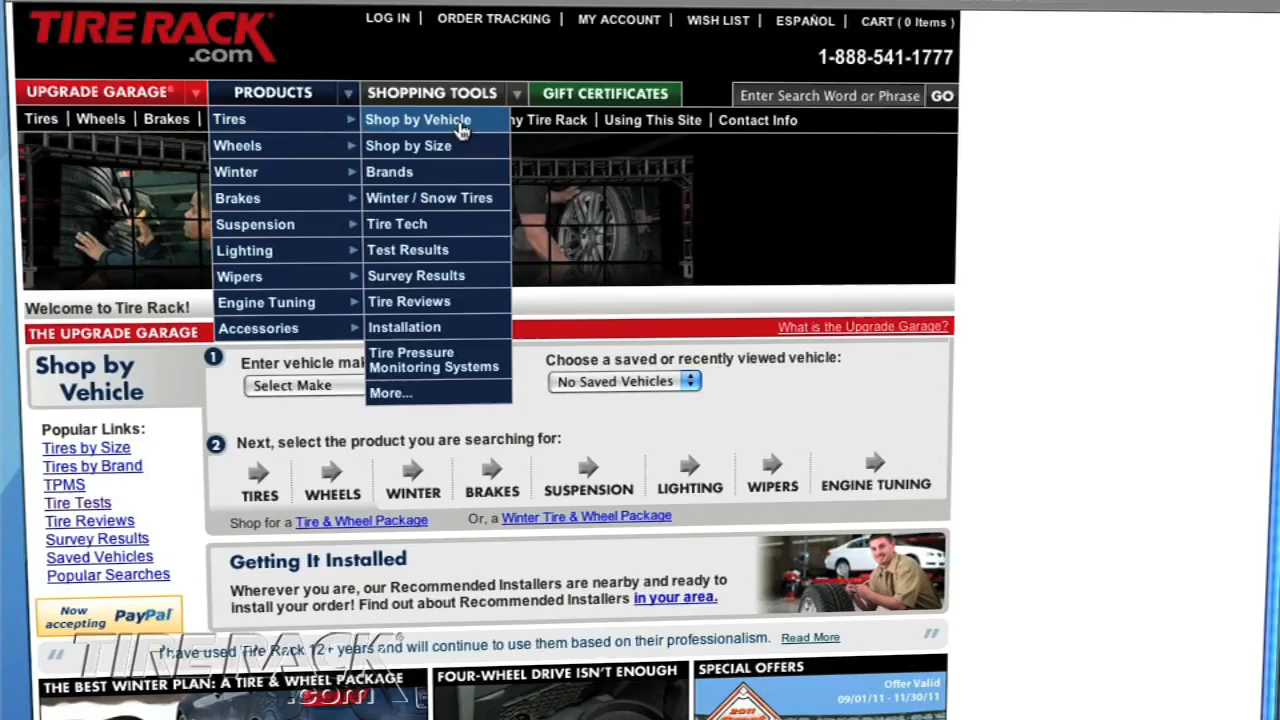 LOG IN | ORDER TRACKING | MY ACCOUNT | WISH LIST | ESPAÑOL | CART ( 0 Items )
TIRE RACK
.com
1-888-541-1777
UPGRADE GARAGE® PRODUCTS SHOPPING TOOLS GIFT CERTIFICATES Enter Search Word or Phrase GO
Tires | Wheels | Brakes | Tire Rack | Using This Site | Contact Info
Tires
Wheels
Winter
Brakes
Suspension
Lighting
Wipers
Engine Tuning
Accessories
Shop by Vehicle
Shop by Size
Brands
Winter / Snow Tires
Tire Tech
Test Results
Survey Results
Tire Reviews
Installation
Tire Pressure
Monitoring Systems
More...
Welcome to Tire Rack!
THE UPGRADE GARAGE What is the Upgrade Garage?
Shop by
Vehicle
1 Enter vehicle Choose a saved or recently viewed vehicle:
Select Make No Saved Vehicles
2 Next, select the product you are searching for:
TIRES WHEELS WINTER BRAKES SUSPENSION LIGHTING WIPERS ENGINE TUNING
Shop for a Tire & Wheel Package Or, a Winter Tire & Wheel Package
Popular Links:
Tires by Size
Tires by Brand
TPMS
Tire Tests
Tire Reviews
Survey Results
Saved Vehicles
Popular Searches
Now
accepting PayPal
Getting It Installed
Wherever you are, our Recommended Installers are nearby and ready to
install your order! Find out about Recommended Installers in your area.
"I have used Tire Rack 12+ years and will continue to use them based on their professionalism. Read More "
TIRE RACK®
.com
THE BEST WINTER PLAN: A TIRE & WHEEL PACKAGE
FOUR-WHEEL DRIVE ISN'T ENOUGH
SPECIAL OFFERS
Offer Valid
09/01/11 - 11/30/11
2011